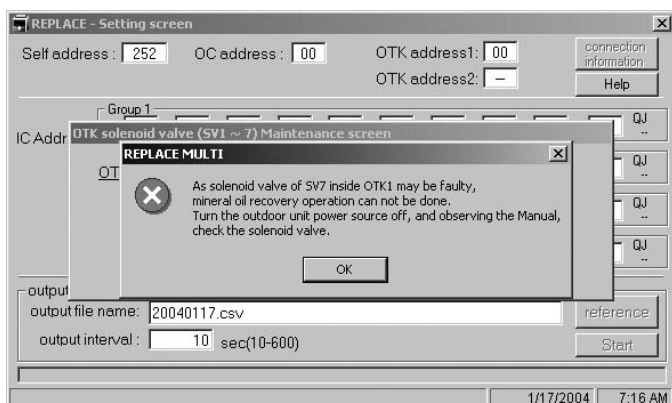 REPLACE - Setting screen
Self address : 252 OC address : 00 OTK address1: 00 connection information
OTK address2: – Help
Group 1
QJ
--
IC Addr
OTK solenoid valve (SV1 ~ 7) Maintenance screen
REPLACE MULTI
OT
QJ
--
As solenoid valve of SV7 inside OTK1 may be faulty,
mineral oil recovery operation can not be done.
Turn the outdoor unit power source off, and observing the Manual,
check the solenoid valve.
QJ
--
QJ
--
OK
output
output file name: 20040117.csv reference
output interval : 10 sec(10-600) Start
1/17/2004 7:16 AM